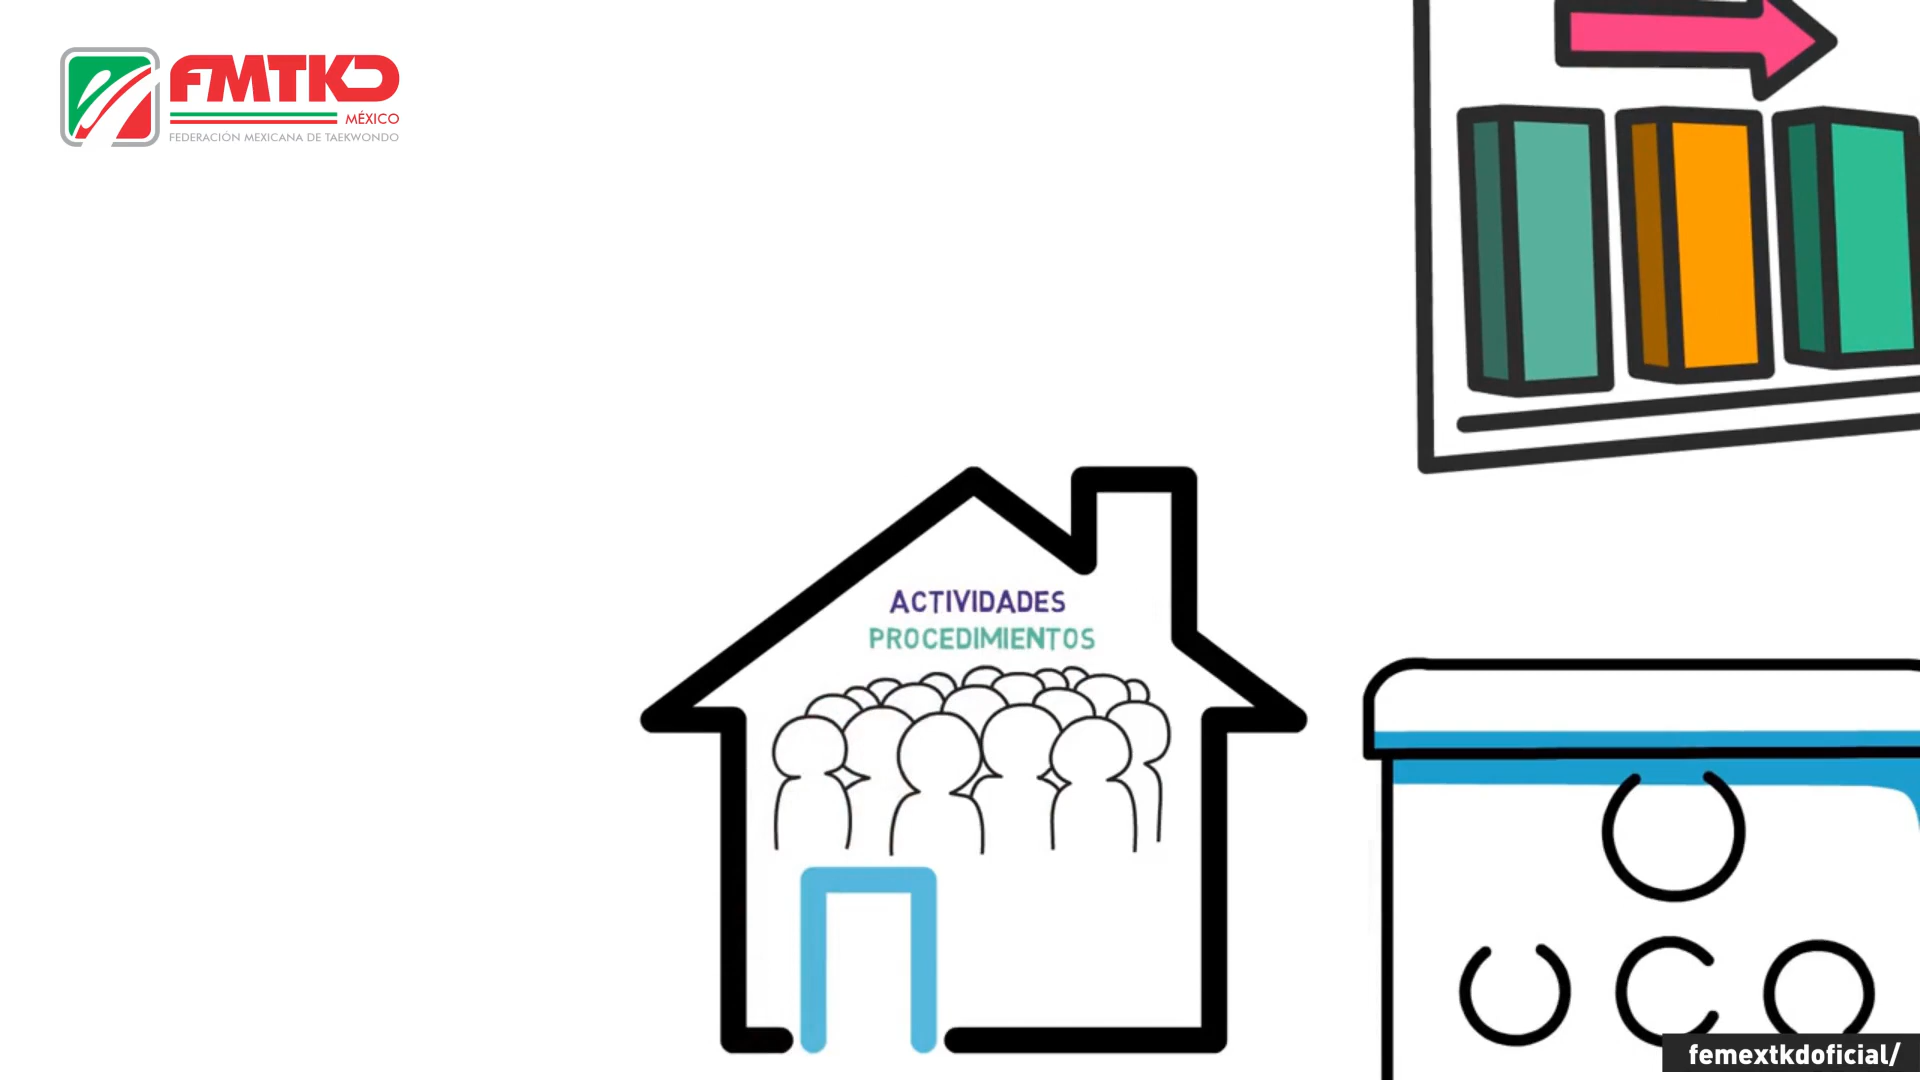 FMTKD
MÉXICO
FEDERACIÓN MEXICANA DE TAEKWONDO
ACTIVIDADES
PROCEDIMIENTOS
femextkdoficial/